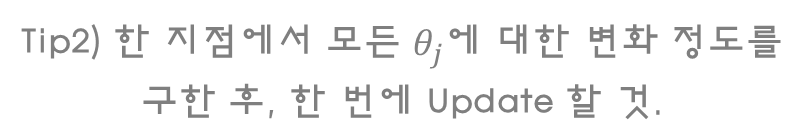 Tip2) 한 지점에서 모든 θj에 대한 변화 정도를
구한 후, 한 번에 Update 할 것.